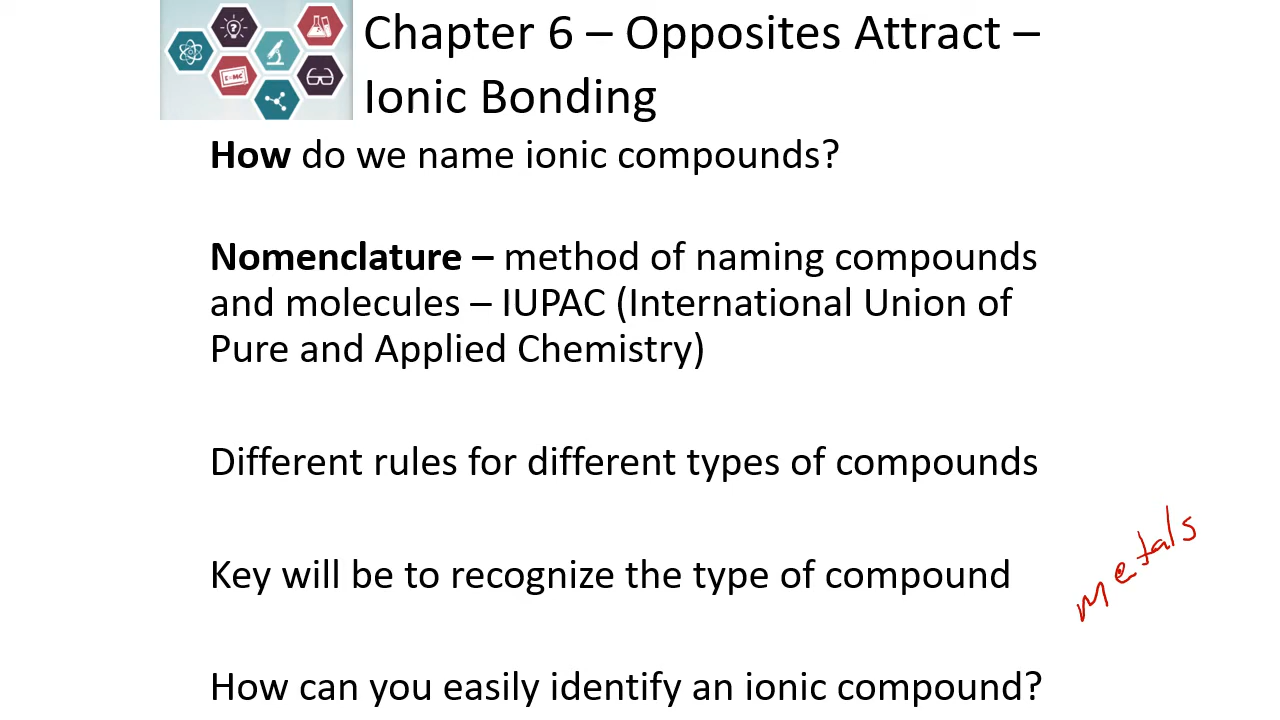 Chapter 6 – Opposites Attract –
Ionic Bonding
How do we name ionic compounds?
Nomenclature – method of naming compounds
and molecules – IUPAC (International Union of
Pure and Applied Chemistry)
Different rules for different types of compounds
Key will be to recognize the type of compound
metals
How can you easily identify an ionic compound?